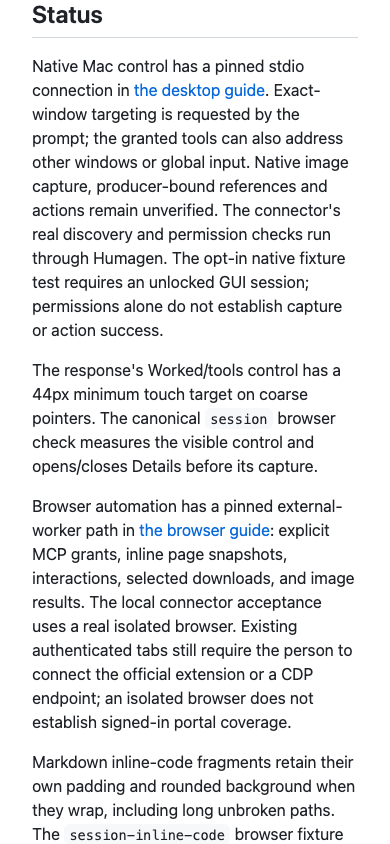 Status
Native Mac control has a pinned stdio
connection in the desktop guide. Exact-
window targeting is requested by the
prompt; the granted tools can also address
other windows or global input. Native image
capture, producer-bound references and
actions remain unverified. The connector's
real discovery and permission checks run
through Humagen. The opt-in native fixture
test requires an unlocked GUI session;
permissions alone do not establish capture
or action success.
The response's Worked/tools control has a
44px minimum touch target on coarse
pointers. The canonical session browser
check measures the visible control and
opens/closes Details before its capture.
Browser automation has a pinned external-
worker path in the browser guide: explicit
MCP grants, inline page snapshots,
interactions, selected downloads, and image
results. The local connector acceptance
uses a real isolated browser. Existing
authenticated tabs still require the person to
connect the official extension or a CDP
endpoint; an isolated browser does not
establish signed-in portal coverage.
Markdown inline-code fragments retain their
own padding and rounded background when
they wrap, including long unbroken paths.
The session-inline-code browser fixture